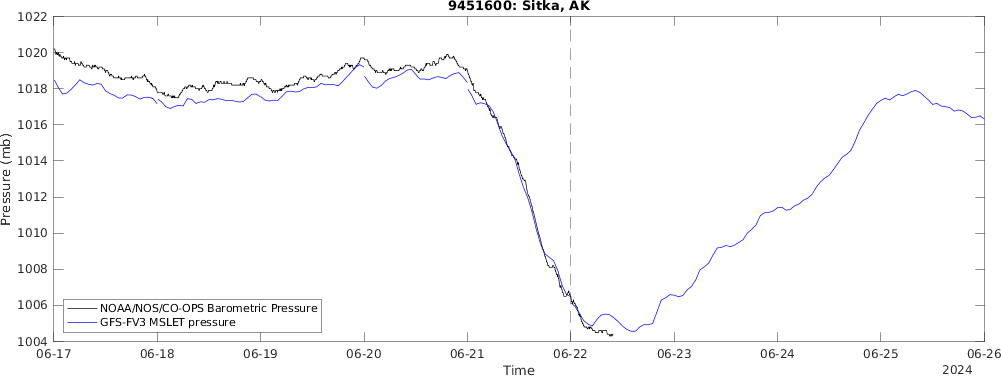 9451600: Sitka, AK
Pressure (mb)
1022
1020
1018
1016
1014
1012
1010
1008
1006
1004
NOAA/NOS/CO-OPS Barometric Pressure
GFS-FV3 MSLET pressure
06-17 06-18 06-19 06-20 06-21 06-22 06-23 06-24 06-25 06-26
Time
2024